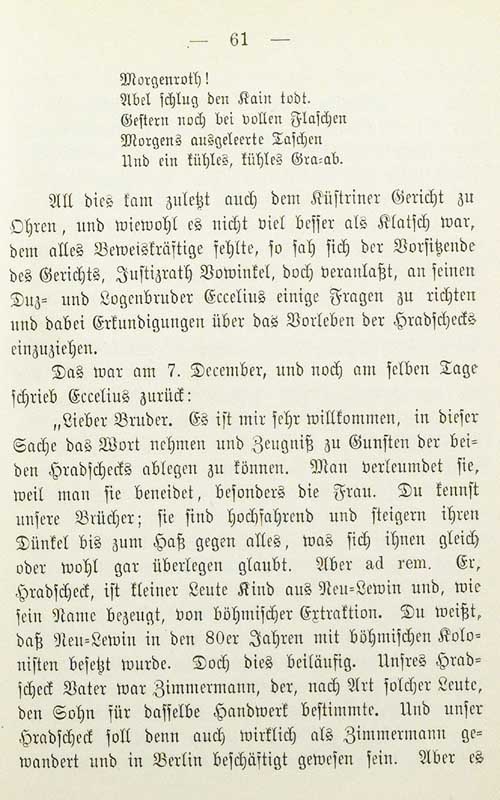 — 61 —
Morgenroth!
Abel schlug den Kain todt.
Gestern noch bei vollen Flaschen
Morgens ausgeleerte Taschen
Und ein kühles, kühles Gra-ab.
All dies kam zuletzt auch dem Küstriner Gericht zu
Ohren, und wiewohl es nicht viel besser als Klatsch war,
dem alles Beweiskräftige fehlte, so sah sich der Vorsitzende
des Gerichts, Justizrath Vowinkel, doch veranlaßt, an seinen
Duz- und Logenbruder Eccelius einige Fragen zu richten
und dabei Erkundigungen über das Vorleben der Hradschecks
einzuziehen.
Das war am 7. December, und noch am selben Tage
schrieb Eccelius zurück:
„Lieber Bruder. Es ist mir sehr willkommen, in dieser
Sache das Wort nehmen und Zeugniß zu Gunsten der bei-
den Hradschecks ablegen zu können. Man verleumdet sie,
weil man sie beneidet, besonders die Frau. Du kennst
unsere Brücher; sie sind hochfahrend und steigern ihren
Dünkel bis zum Haß gegen alles, was sich ihnen gleich
oder wohl gar überlegen glaubt. Aber ad rem. Er,
Hradscheck, ist kleiner Leute Kind aus Neu-Lewin und, wie
sein Name bezeugt, von böhmischer Extraktion. Du weißt,
daß Neu-Lewin in den 80er Jahren mit böhmischen Kolo-
nisten besetzt wurde. Doch dies beiläufig. Unsres Hrad-
scheck Vater war Zimmermann, der, nach Art solcher Leute,
den Sohn für dasselbe Handwerk bestimmte. Und unser
Hradscheck soll denn auch wirklich als Zimmermann ge-
wandert und in Berlin beschäftigt gewesen sein. Aber es